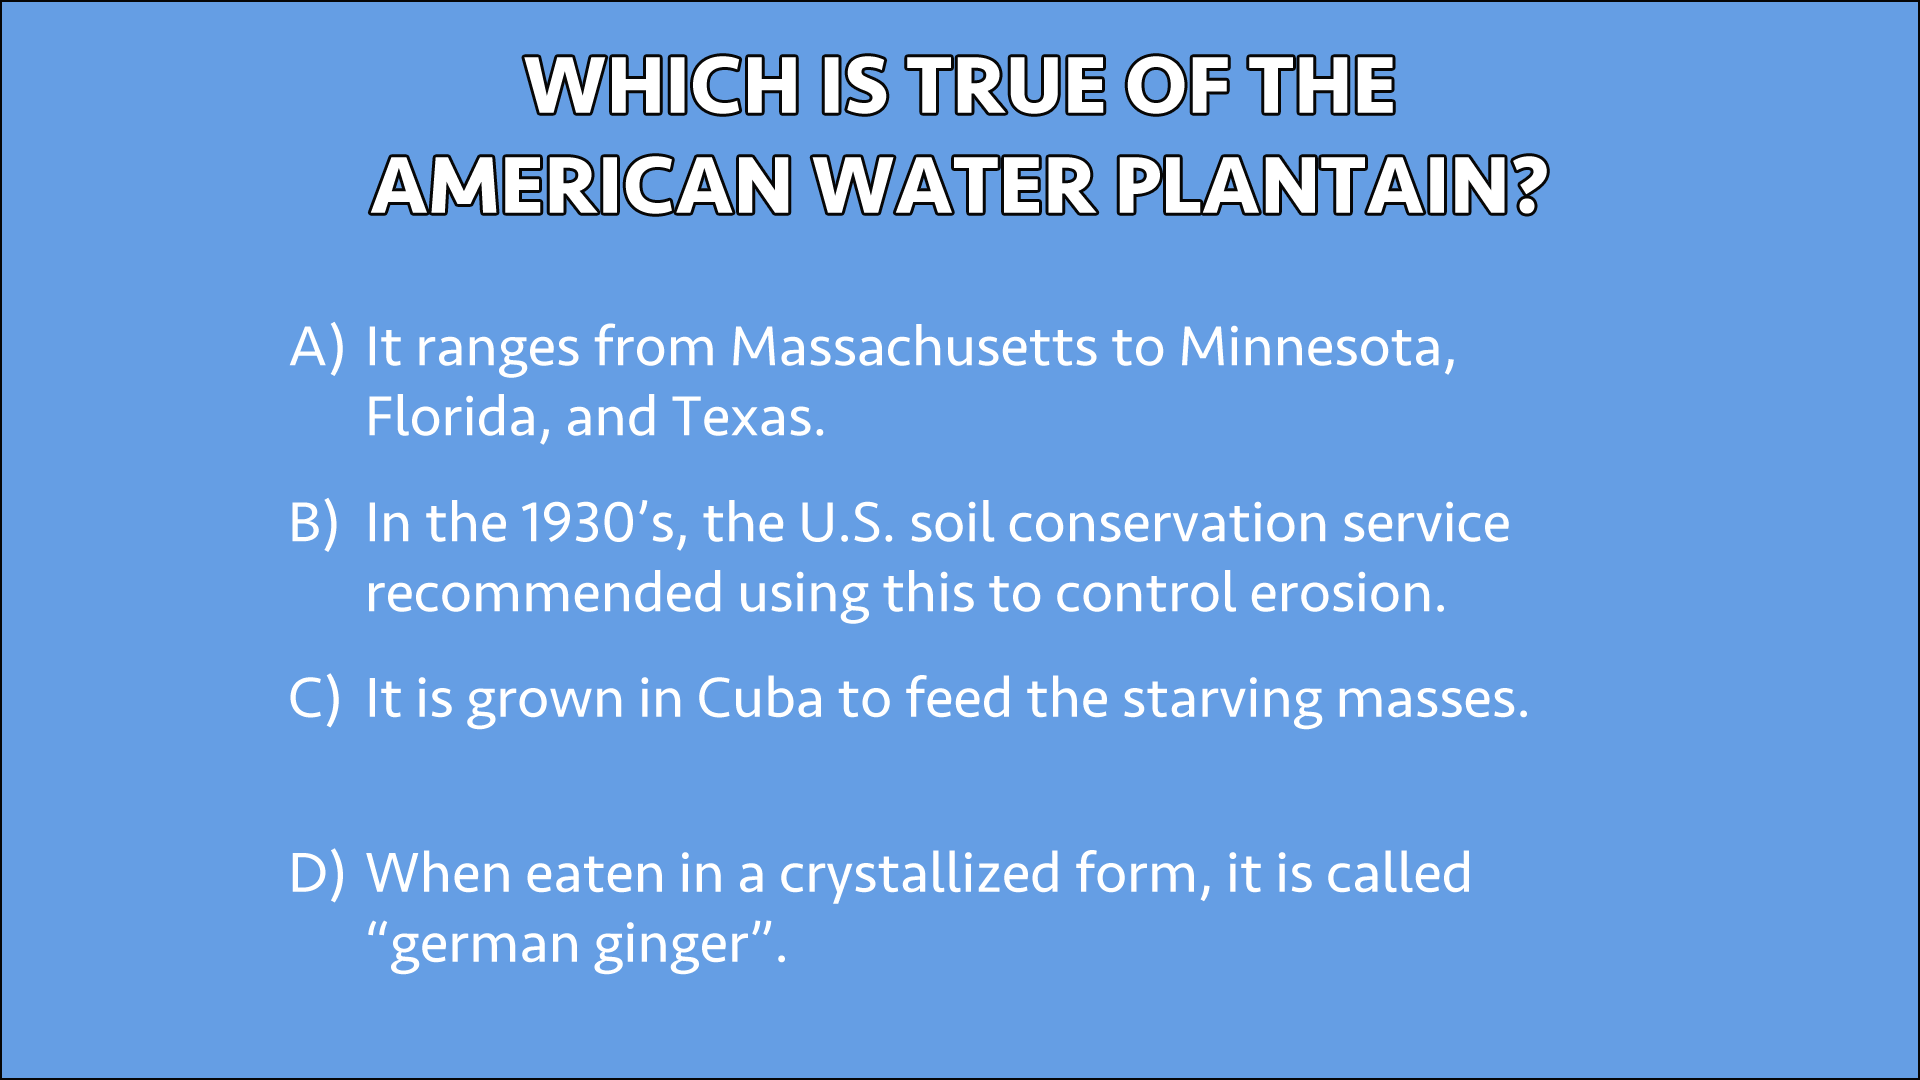 WHICH IS TRUE OF THE
AMERICAN WATER PLANTAIN?
A) It ranges from Massachusetts to Minnesota,
Florida, and Texas.
B) In the 1930’s, the U.S. soil conservation service
recommended using this to control erosion.
C) It is grown in Cuba to feed the starving masses.
D) When eaten in a crystallized form, it is called
“german ginger”.